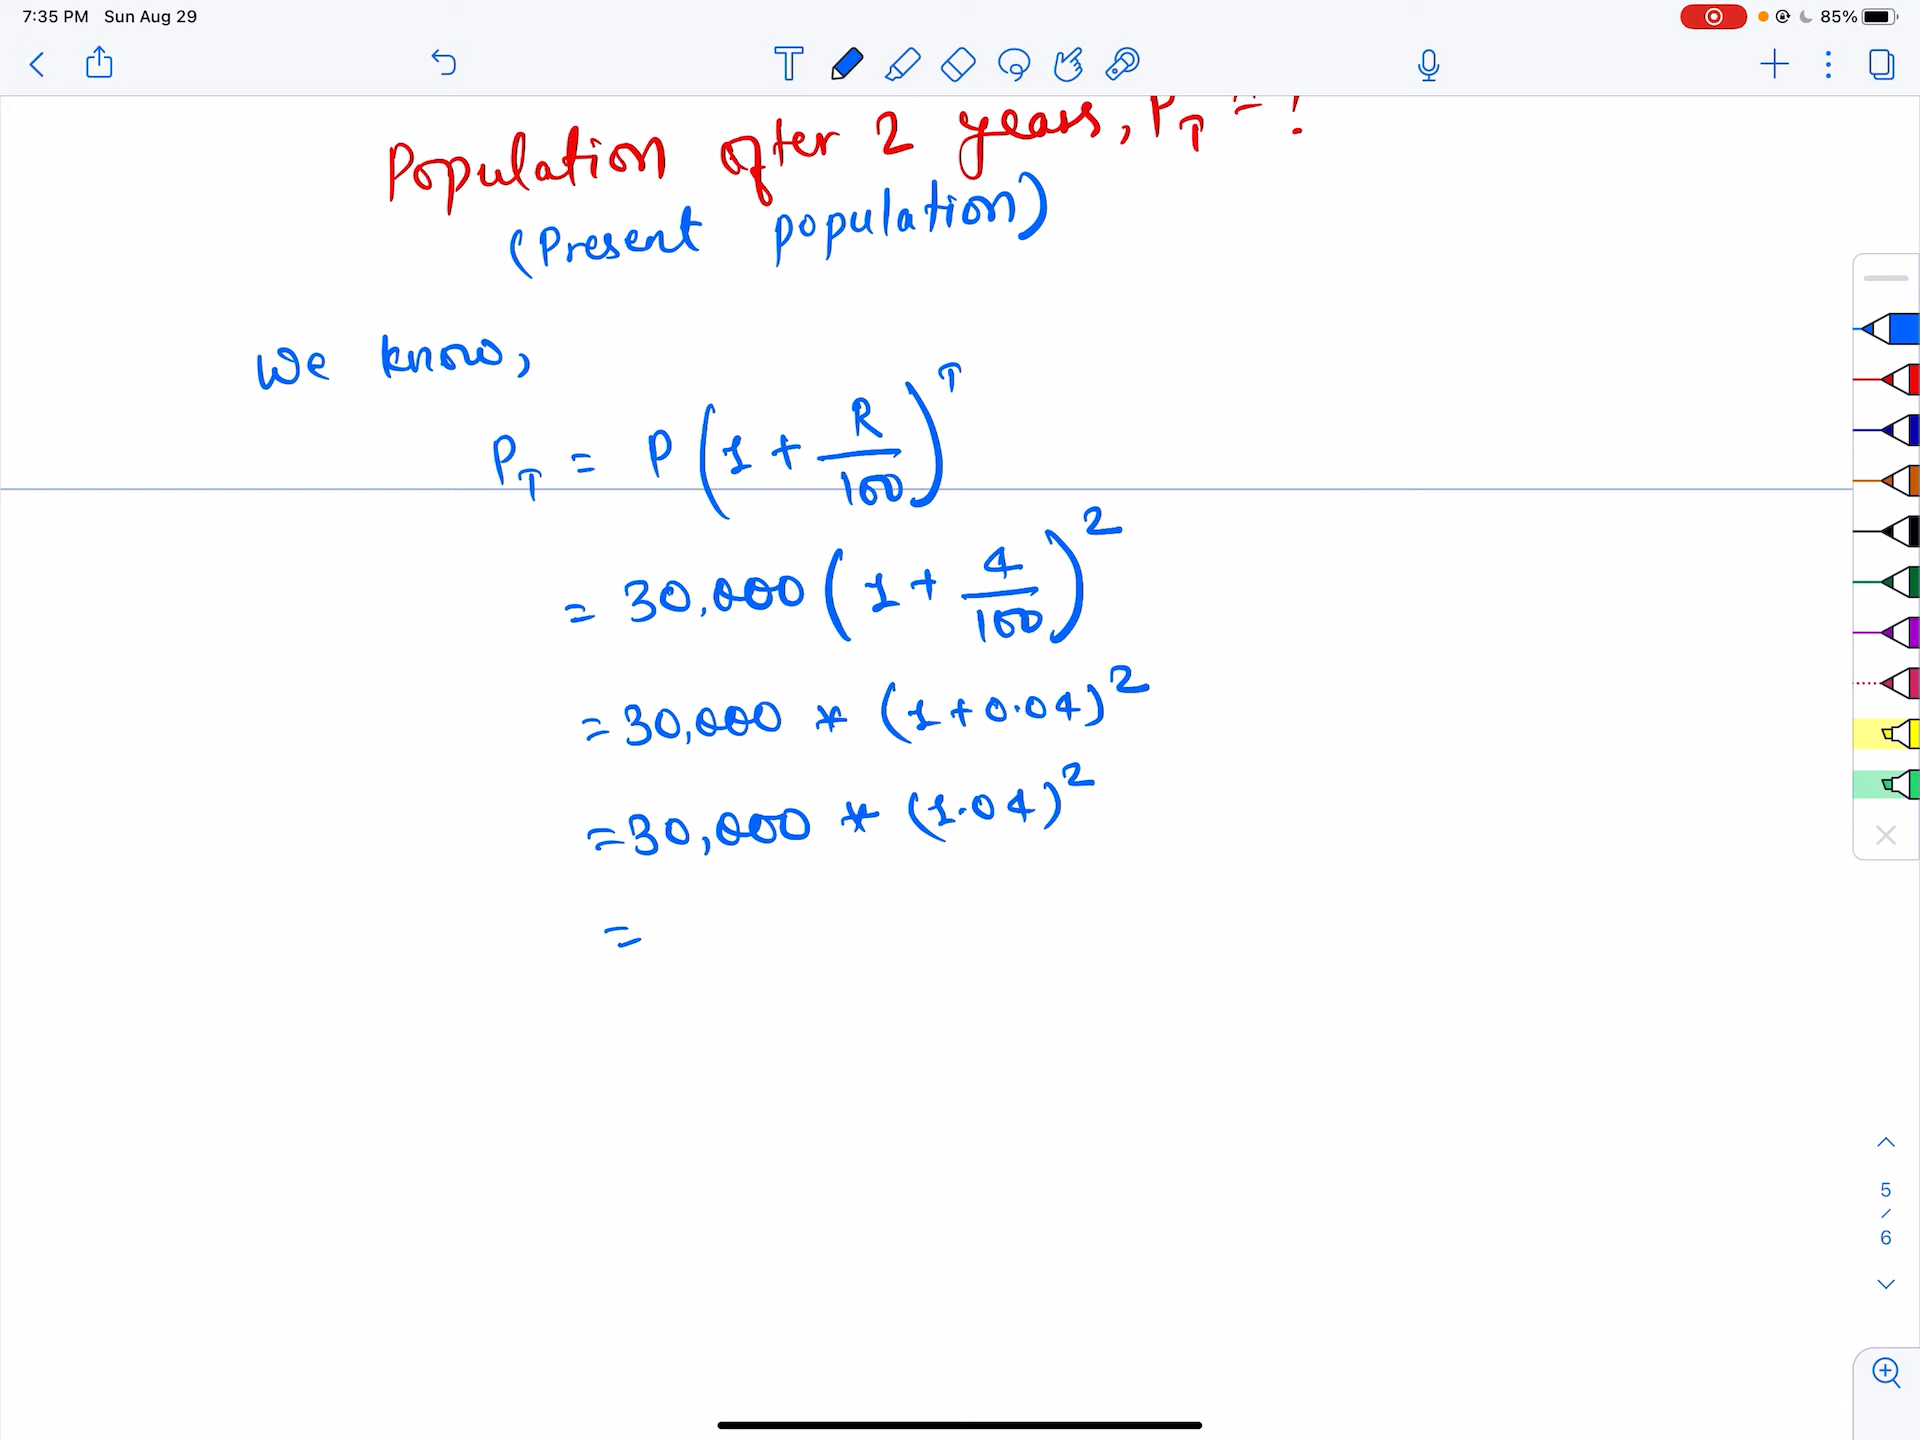 7:35 PM Sun Aug 29
85%
T
Population after 2 years, P_T = ?
(Present population)
We know,
P_T = P (1 + R/100)^T
= 30,000 (1 + 4/100)^2
= 30,000 * (1 + 0.04)^2
= 30,000 * (1.04)^2
=
5
/
6